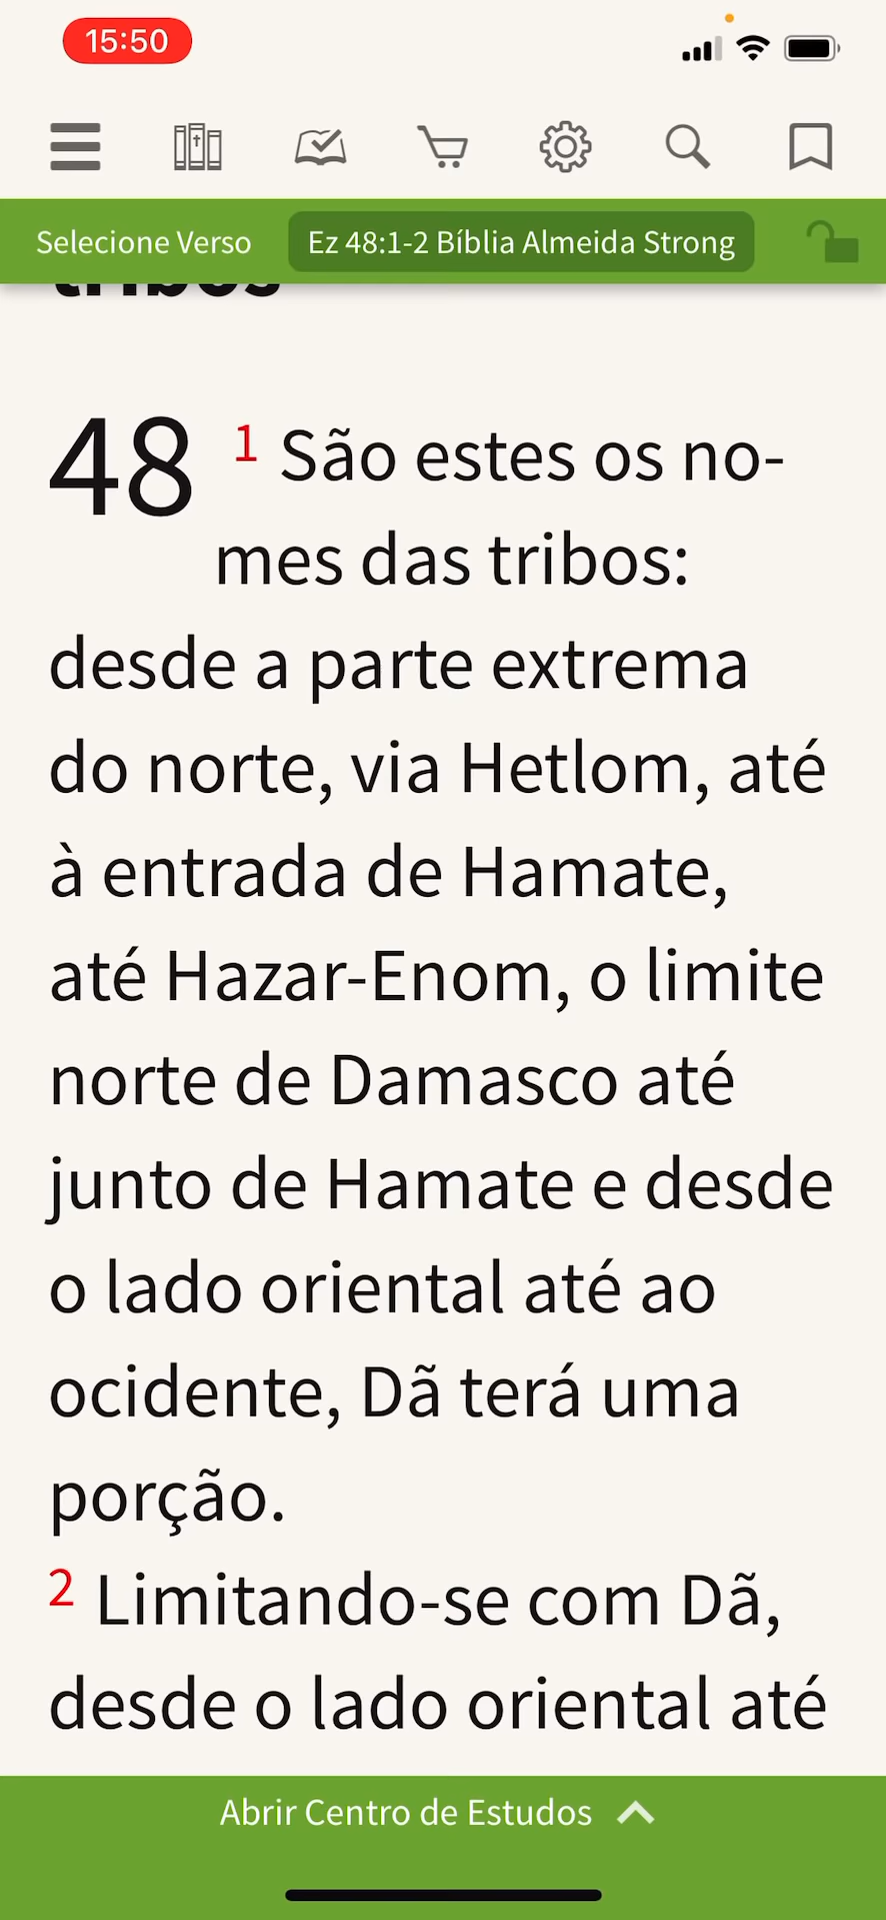 15:50
Selecione Verso
Ez 48:1-2 Bíblia Almeida Strong
tribos
48 1 São estes os no-
mes das tribos:
desde a parte extrema
do norte, via Hetlom, até
à entrada de Hamate,
até Hazar-Enom, o limite
norte de Damasco até
junto de Hamate e desde
o lado oriental até ao
ocidente, Dã terá uma
porção.
2 Limitando-se com Dã,
desde o lado oriental até
Abrir Centro de Estudos